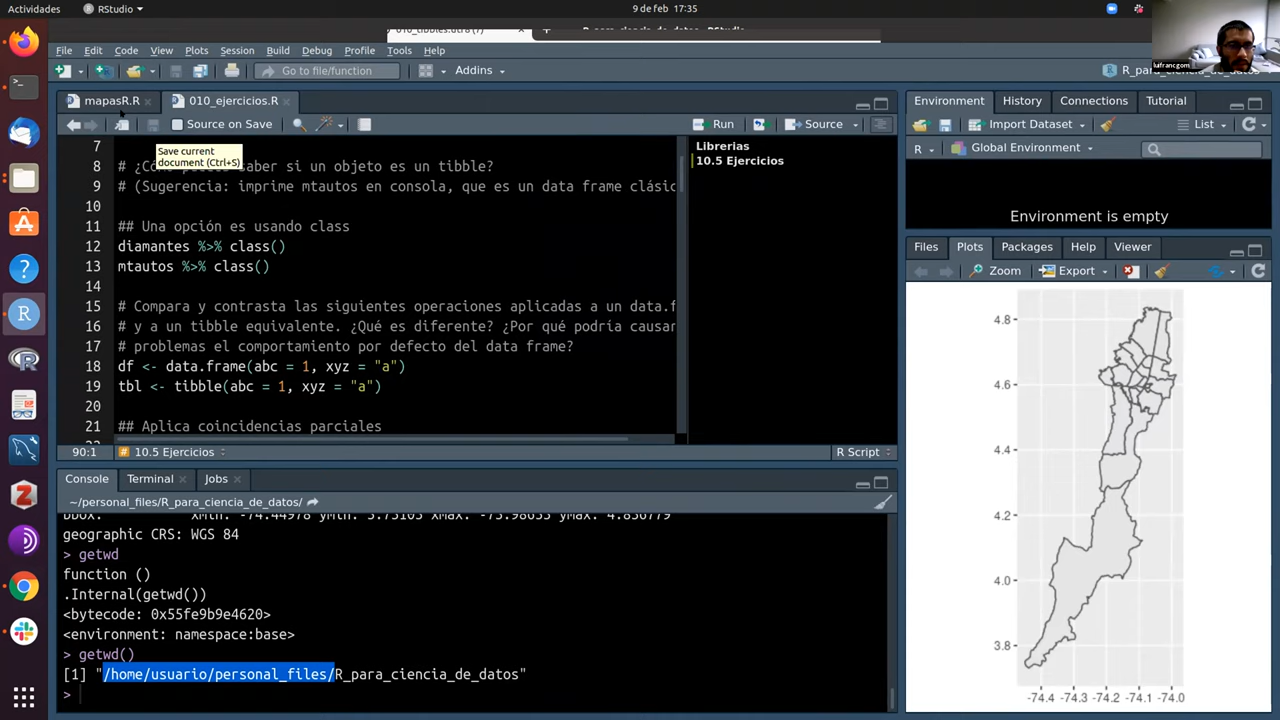 Actividades
RStudio
9 de feb 17:35
luifrancgom
File Edit Code View Plots Session Build Debug Profile Tools Help
Go to file/function
Addins
R_para_ciencia_de_datos
mapasR.R
010_ejercicios.R
Source on Save
Run
Source
Save current
document (Ctrl+S)
7
8 # saber si un objeto es un tibble?
9 # (Sugerencia: imprime mtautos en consola, que es un data frame clásic
10
11 ## Una opción es usando class
12 diamantes %>% class()
13 mtautos %>% class()
14
15 # Compara y contrasta las siguientes operaciones aplicadas a un data.f
16 # y a un tibble equivalente. ¿Qué es diferente? ¿Por qué podría causar
17 # problemas el comportamiento por defecto del data frame?
18 df <- data.frame(abc = 1, xyz = "a")
19 tbl <- tibble(abc = 1, xyz = "a")
20
21 ## Aplica coincidencias parciales
Librerias
10.5 Ejercicios
90:1
# 10.5 Ejercicios
R Script
Console Terminal Jobs
~/personal_files/R_para_ciencia_de_datos/
geographic CRS: WGS 84
> getwd
function ()
.Internal(getwd())
<bytecode: 0x55fe9b9e4620>
<environment: namespace:base>
> getwd()
[1] "/home/usuario/personal_files/R_para_ciencia_de_datos"
>
Environment History Connections Tutorial
Import Dataset
List
R
Global Environment
Environment is empty
Files Plots Packages Help Viewer
Zoom
Export
4.8
4.6
4.4
4.2
4.0
3.8
-74.4 -74.3 -74.2 -74.1 -74.0